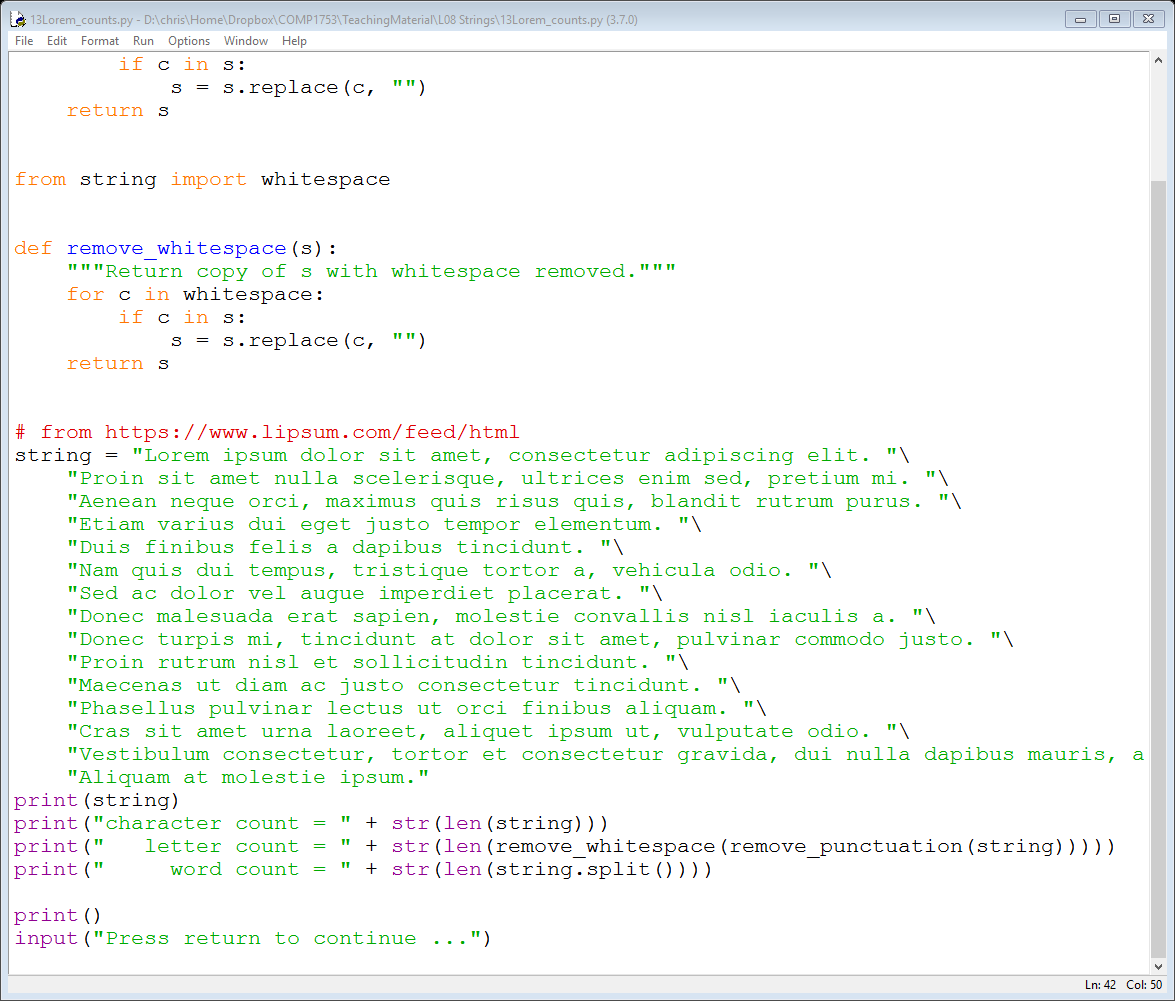 13Lorem_counts.py - D:\chris\Home\Dropbox\COMP1753\TeachingMaterial\L08 Strings\13Lorem_counts.py (3.7.0)
File Edit Format Run Options Window Help
        if c in s:
            s = s.replace(c, "")
    return s
from string import whitespace
def remove_whitespace(s):
    """Return copy of s with whitespace removed."""
    for c in whitespace:
        if c in s:
            s = s.replace(c, "")
    return s
# from https://www.lipsum.com/feed/html
string = "Lorem ipsum dolor sit amet, consectetur adipiscing elit. "\
    "Proin sit amet nulla scelerisque, ultrices enim sed, pretium mi. "\
    "Aenean neque orci, maximus quis risus quis, blandit rutrum purus. "\
    "Etiam varius dui eget justo tempor elementum. "\
    "Duis finibus felis a dapibus tincidunt. "\
    "Nam quis dui tempus, tristique tortor a, vehicula odio. "\
    "Sed ac dolor vel augue imperdiet placerat. "\
    "Donec malesuada erat sapien, molestie convallis nisl iaculis a. "\
    "Donec turpis mi, tincidunt at dolor sit amet, pulvinar commodo justo. "\
    "Proin rutrum nisl et sollicitudin tincidunt. "\
    "Maecenas ut diam ac justo consectetur tincidunt. "\
    "Phasellus pulvinar lectus ut orci finibus aliquam. "\
    "Cras sit amet urna laoreet, aliquet ipsum ut, vulputate odio. "\
    "Vestibulum consectetur, tortor et consectetur gravida, dui nulla dapibus mauris, a
    "Aliquam at molestie ipsum."
print(string)
print("character count = " + str(len(string)))
print("   letter count = " + str(len(remove_whitespace(remove_punctuation(string)))))
print("     word count = " + str(len(string.split())))
print()
input("Press return to continue ...")
Ln: 42 Col: 50